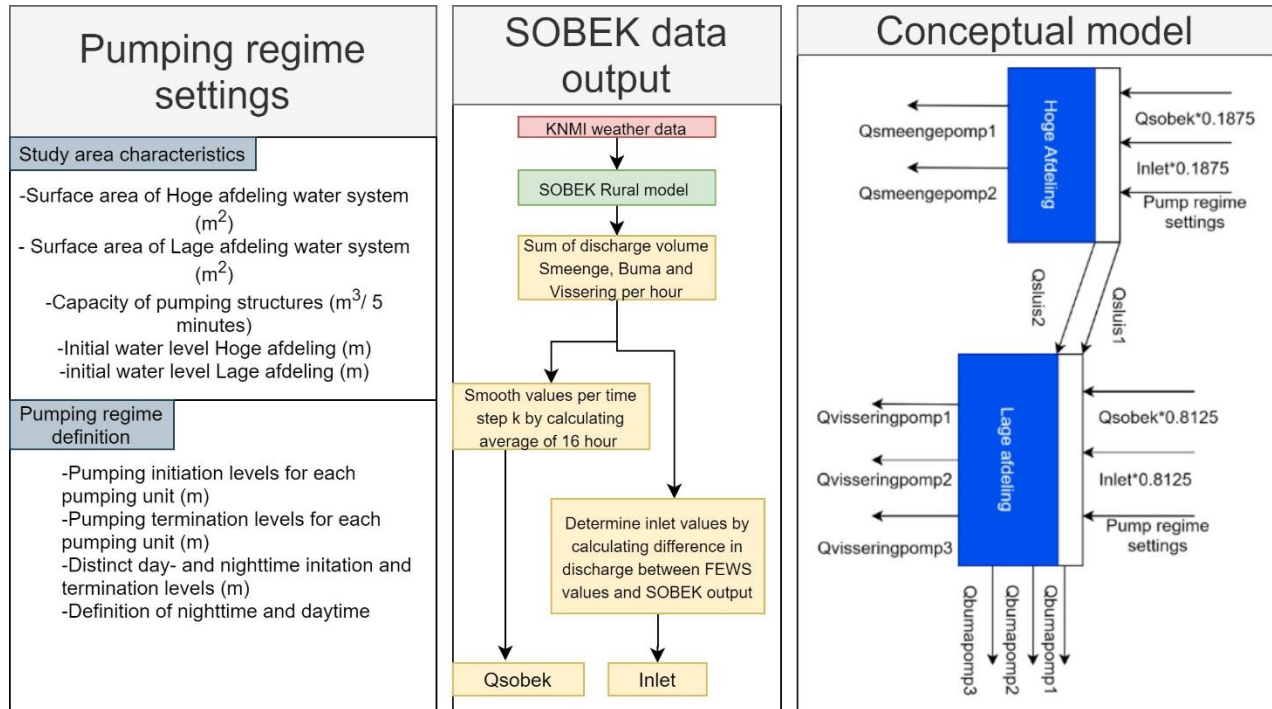 Pumping regime
settings
Study area characteristics
-Surface area of Hoge afdeling water system
(m2)
- Surface area of Lage afdeling water system
(m2)
-Capacity of pumping structures (m3/ 5
minutes)
-Initial water level Hoge afdeling (m)
-initial water level Lage afdeling (m)
Pumping regime
definition
-Pumping initiation levels for each
pumping unit (m)
-Pumping termination levels for each
pumping unit (m)
-Distinct day- and nighttime initation and
termination levels (m)
-Definition of nighttime and daytime
SOBEK data
output
KNMI weather data
SOBEK Rural model
Sum of discharge volume
Smeenge, Buma and
Vissering per hour
Smooth values per time
step k by calculating
average of 16 hour
Determine inlet values by
calculating difference in
discharge between FEWS
values and SOBEK output
Qsobek
Inlet
Conceptual model
Hoge Afdeling
Qsmeengepomp1
Qsmeengepomp2
Qsobek*0.1875
Inlet*0.1875
Pump regime
settings
Qsluis2
Qsluis1
Lage afdeling
Qvisseringpomp1
Qvisseringpomp2
Qvisseringpomp3
Qsobek*0.8125
Inlet*0.8125
Pump regime
settings
Qbumapomp3
Qbumapomp2
Qbumapomp1